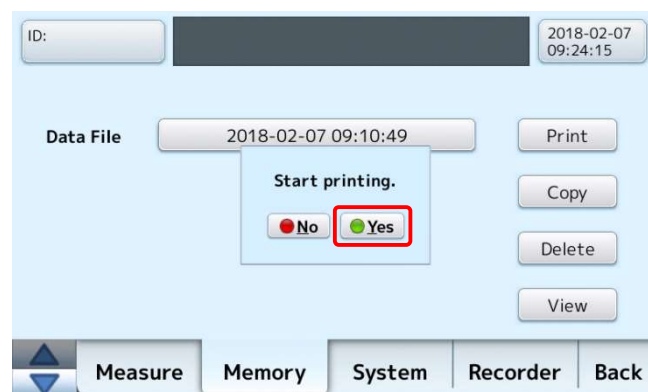 ID:
2018-02-07
09:24:15
Data File
2018-02-07 09:10:49
Print
Start printing.
No
Yes
Copy
Delete
View
Measure
Memory
System
Recorder
Back